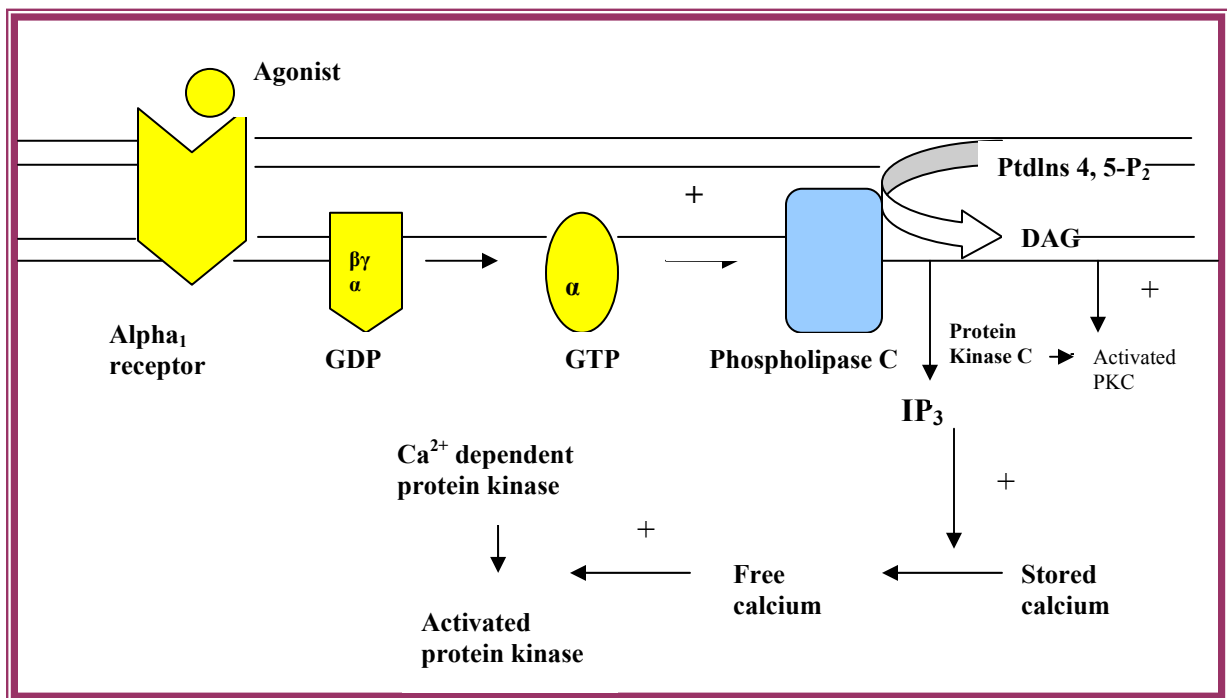 Agonist
+
PtdIns 4, 5-P₂
DAG
βγ
α
α
+
Alpha₁
receptor
GDP
GTP
Phospholipase C
Protein
Kinase C
Activated
PKC
IP₃
Ca²⁺ dependent
protein kinase
+
+
Free
calcium
Stored
calcium
Activated
protein kinase